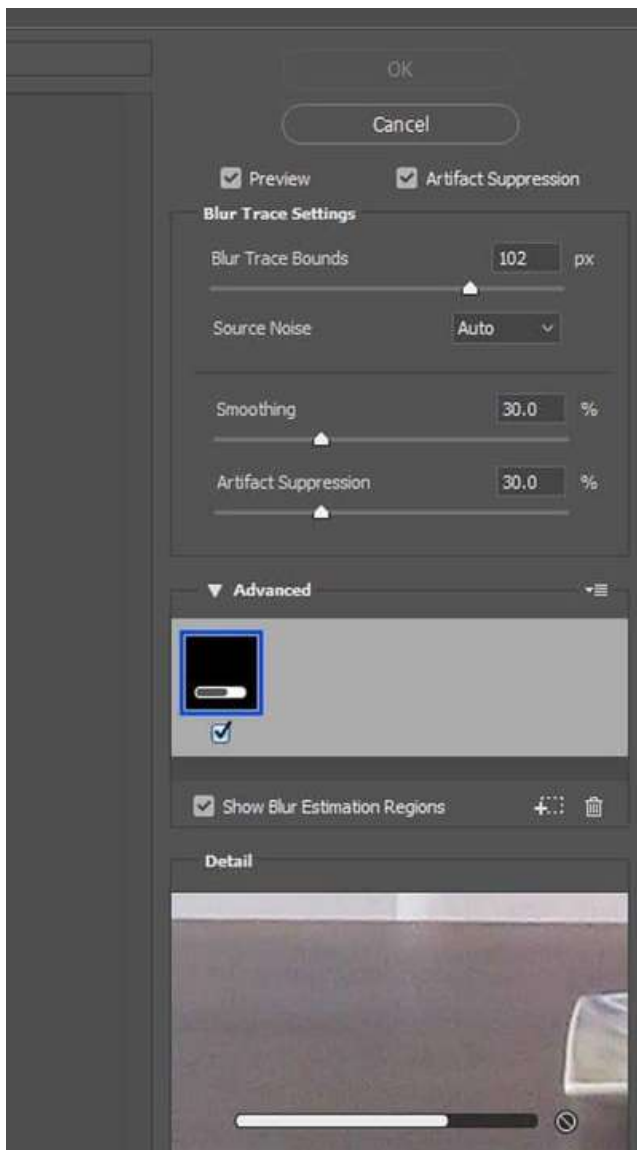 OK
Cancel
Preview Artifact Suppression
Blur Trace Settings
Blur Trace Bounds 102 px
Source Noise Auto
Smoothing 30.0 %
Artifact Suppression 30.0 %
Advanced
Show Blur Estimation Regions
Detail